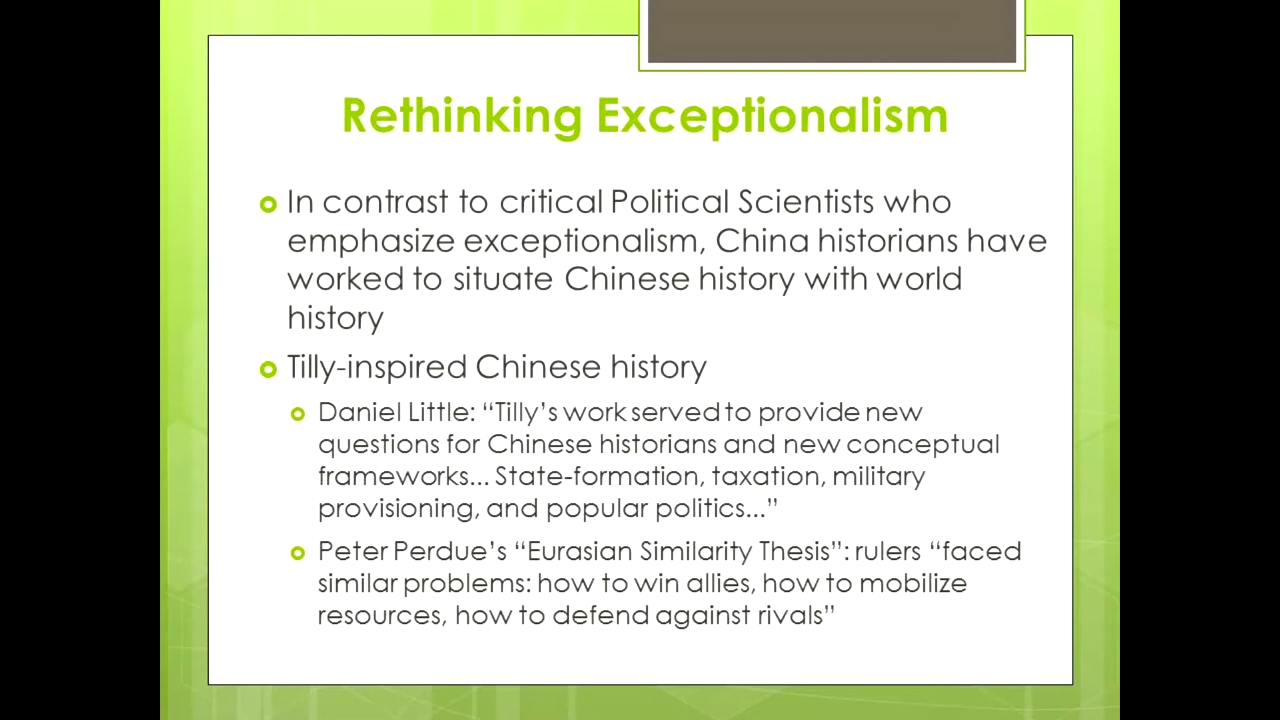 Rethinking Exceptionalism
In contrast to critical Political Scientists who
emphasize exceptionalism, China historians have
worked to situate Chinese history with world
history
Tilly-inspired Chinese history
Daniel Little: “Tilly’s work served to provide new
questions for Chinese historians and new conceptual
frameworks... State-formation, taxation, military
provisioning, and popular politics...”
Peter Perdue’s “Eurasian Similarity Thesis”: rulers “faced
similar problems: how to win allies, how to mobilize
resources, how to defend against rivals”